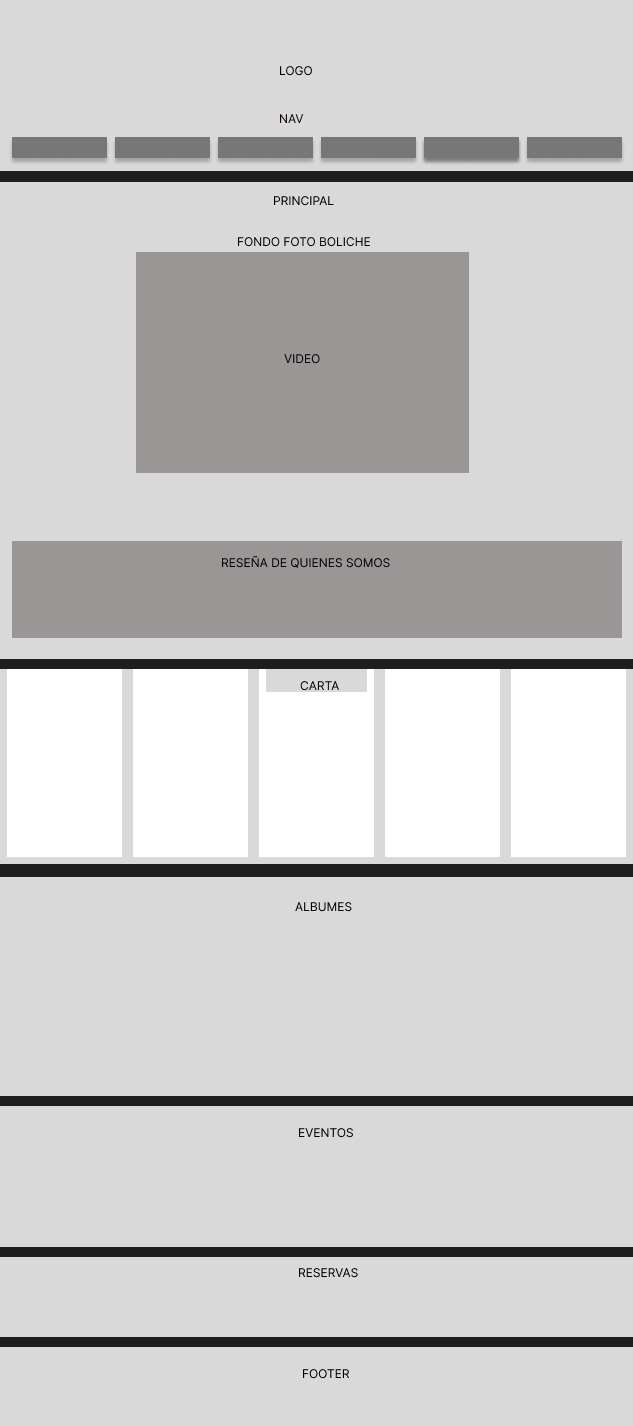 LOGO
NAV
PRINCIPAL
FONDO FOTO BOLICHE
VIDEO
RESEÑA DE QUIENES SOMOS
CARTA
ALBUMES
EVENTOS
RESERVAS
FOOTER